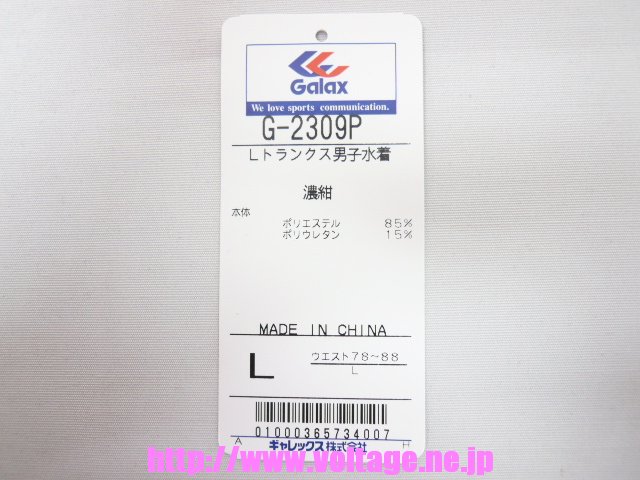 Galax
We love sports communication.
G-2309P
Lトランクス男子水着
濃紺
本体
ポリエステル 85%
ポリウレタン 15%
MADE IN CHINA
L ウエスト78~88
L
01000365734007
A ギャレックス株式会社 H
http://www.voltage.ne.jp